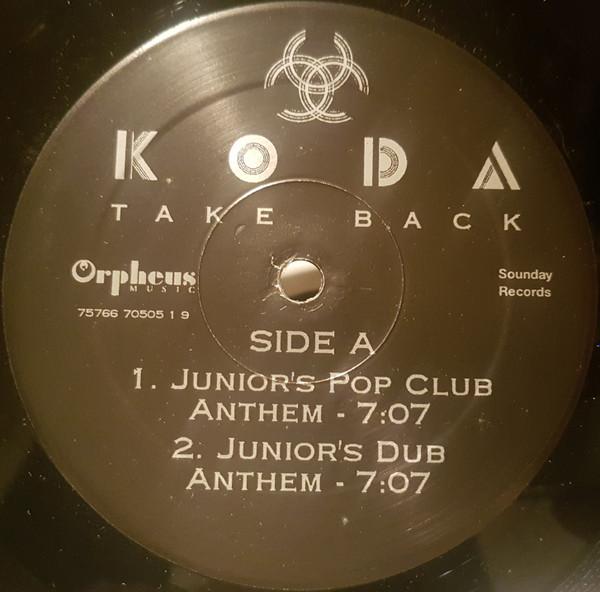 KODA
TAKE BACK
Orpheus
MUSIC
75766 70505 1 9
Sounday
Records
SIDE A
1. JUNIOR'S POP CLUB
ANTHEM - 7:07
2. JUNIOR'S DUB
ANTHEM - 7:07